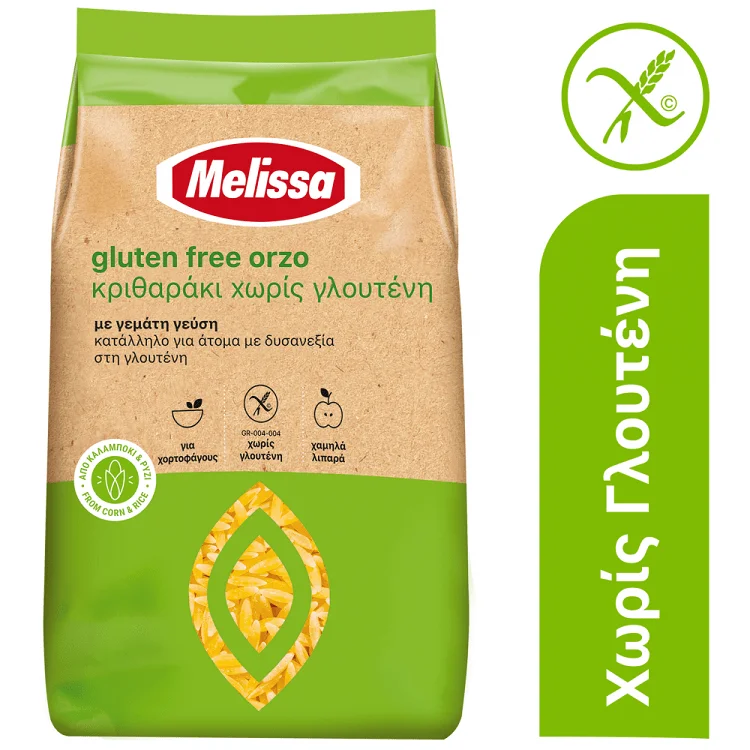 Melissa
gluten free orzo
κριθαράκι χωρίς γλουτένη
με γεμάτη γεύση
κατάλληλο για άτομα με δυσανεξία
στη γλουτένη
για
χορτοφάγους
GR-004-004
χωρίς
γλουτένη
χαμηλά
λιπαρά
ΑΠΟ ΚΑΛΑΜΠΟΚΙ & ΡΥΖΙ
FROM CORN & RICE
©
Χωρίς Γλουτένη